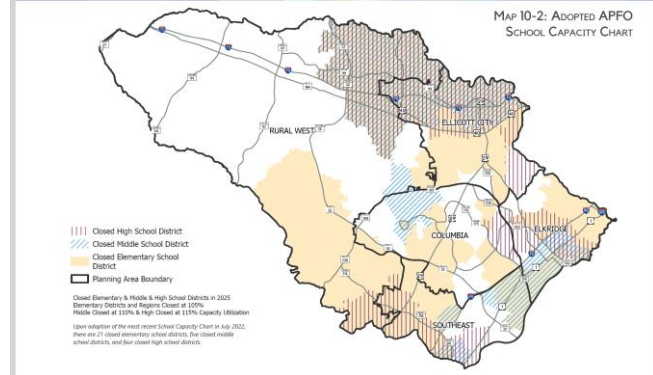 MAP 10-2: ADOPTED APFO
SCHOOL CAPACITY CHART
ELLICOTT CITY
RURAL WEST
COLUMBIA
ELKRIDGE
SOUTHEAST
Closed High School District
Closed Middle School District
Closed Elementary School
District
Planning Area Boundary
Closed Elementary & Middle & High School Districts in 2025
Elementary Districts and Regions Closed at 105%
Middle Closed at 110% & High Closed at 115% Capacity Utilization
Upon adoption of the most recent School Capacity Chart in July 2022,
there are 21 closed elementary school districts, five closed middle
school districts, and four closed high school districts.